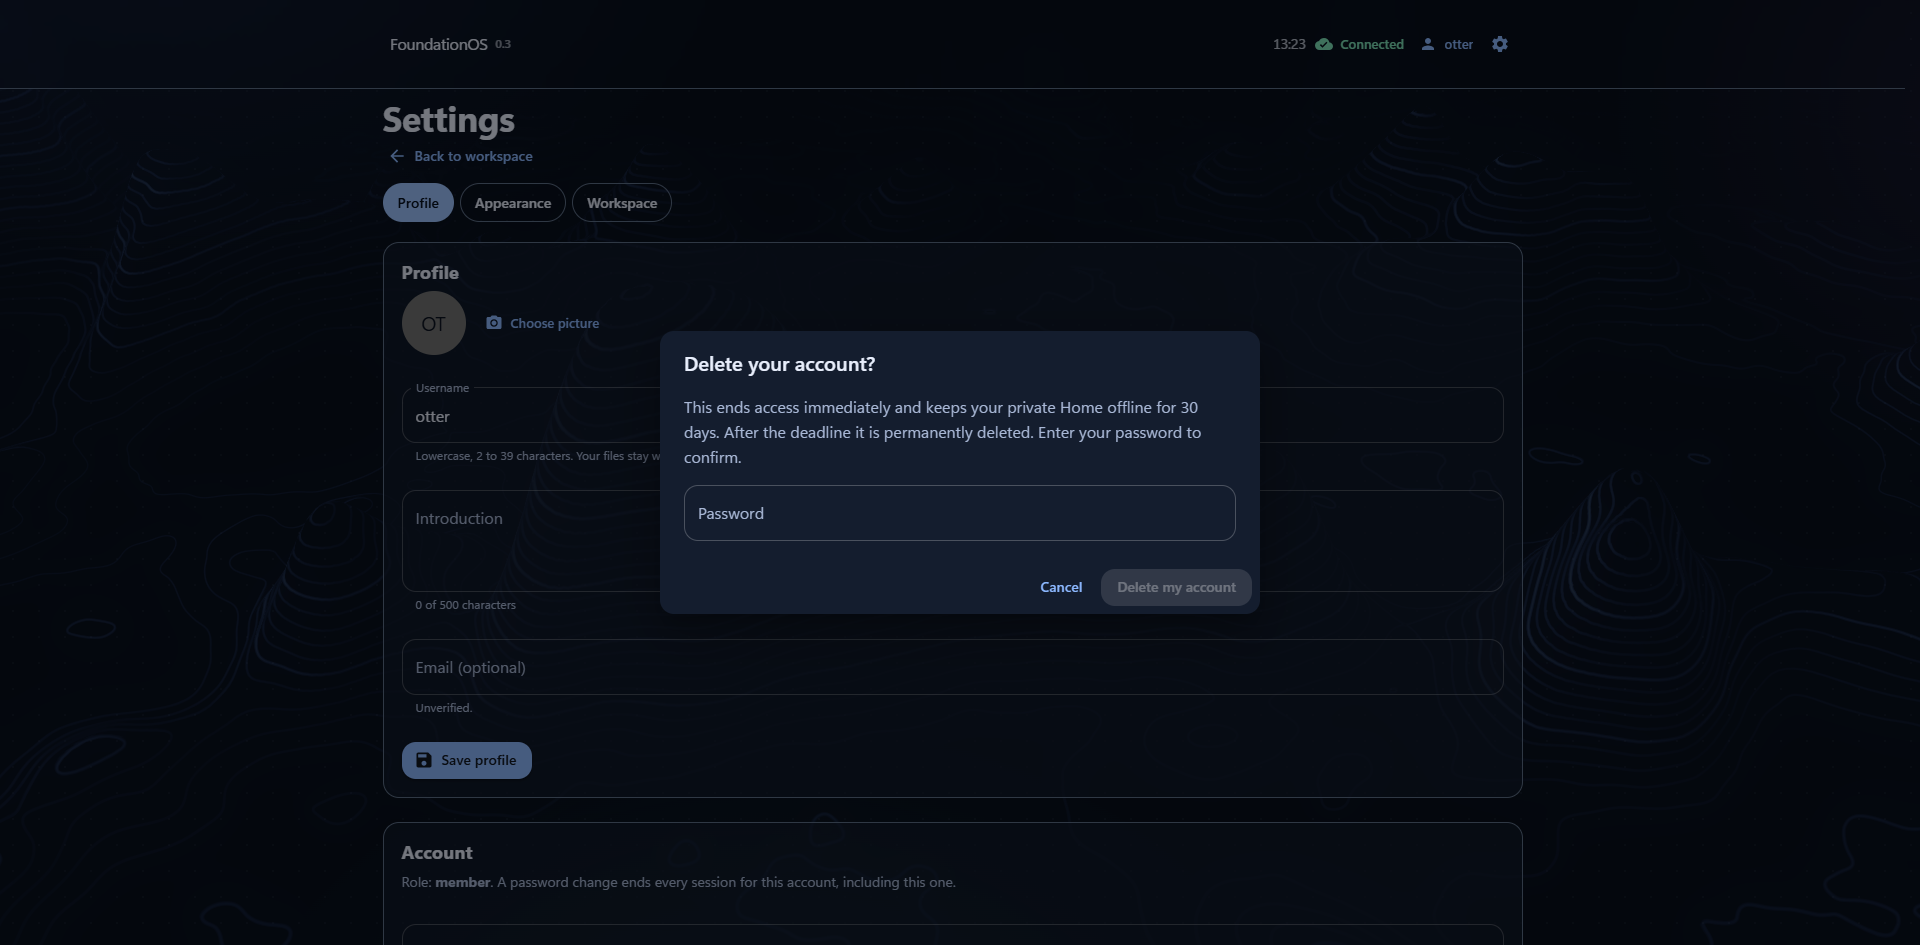 FoundationOS 0.3
13:23 Connected otter
Settings
Back to workspace
Profile Appearance Workspace
Profile
OT
Choose picture
Username
otter
Lowercase, 2 to 39 characters. Your files stay w
Introduction
0 of 500 characters
Email (optional)
Unverified.
Save profile
Delete your account?
This ends access immediately and keeps your private Home offline for 30
days. After the deadline it is permanently deleted. Enter your password to
confirm.
Password
Cancel Delete my account
Account
Role: member. A password change ends every session for this account, including this one.